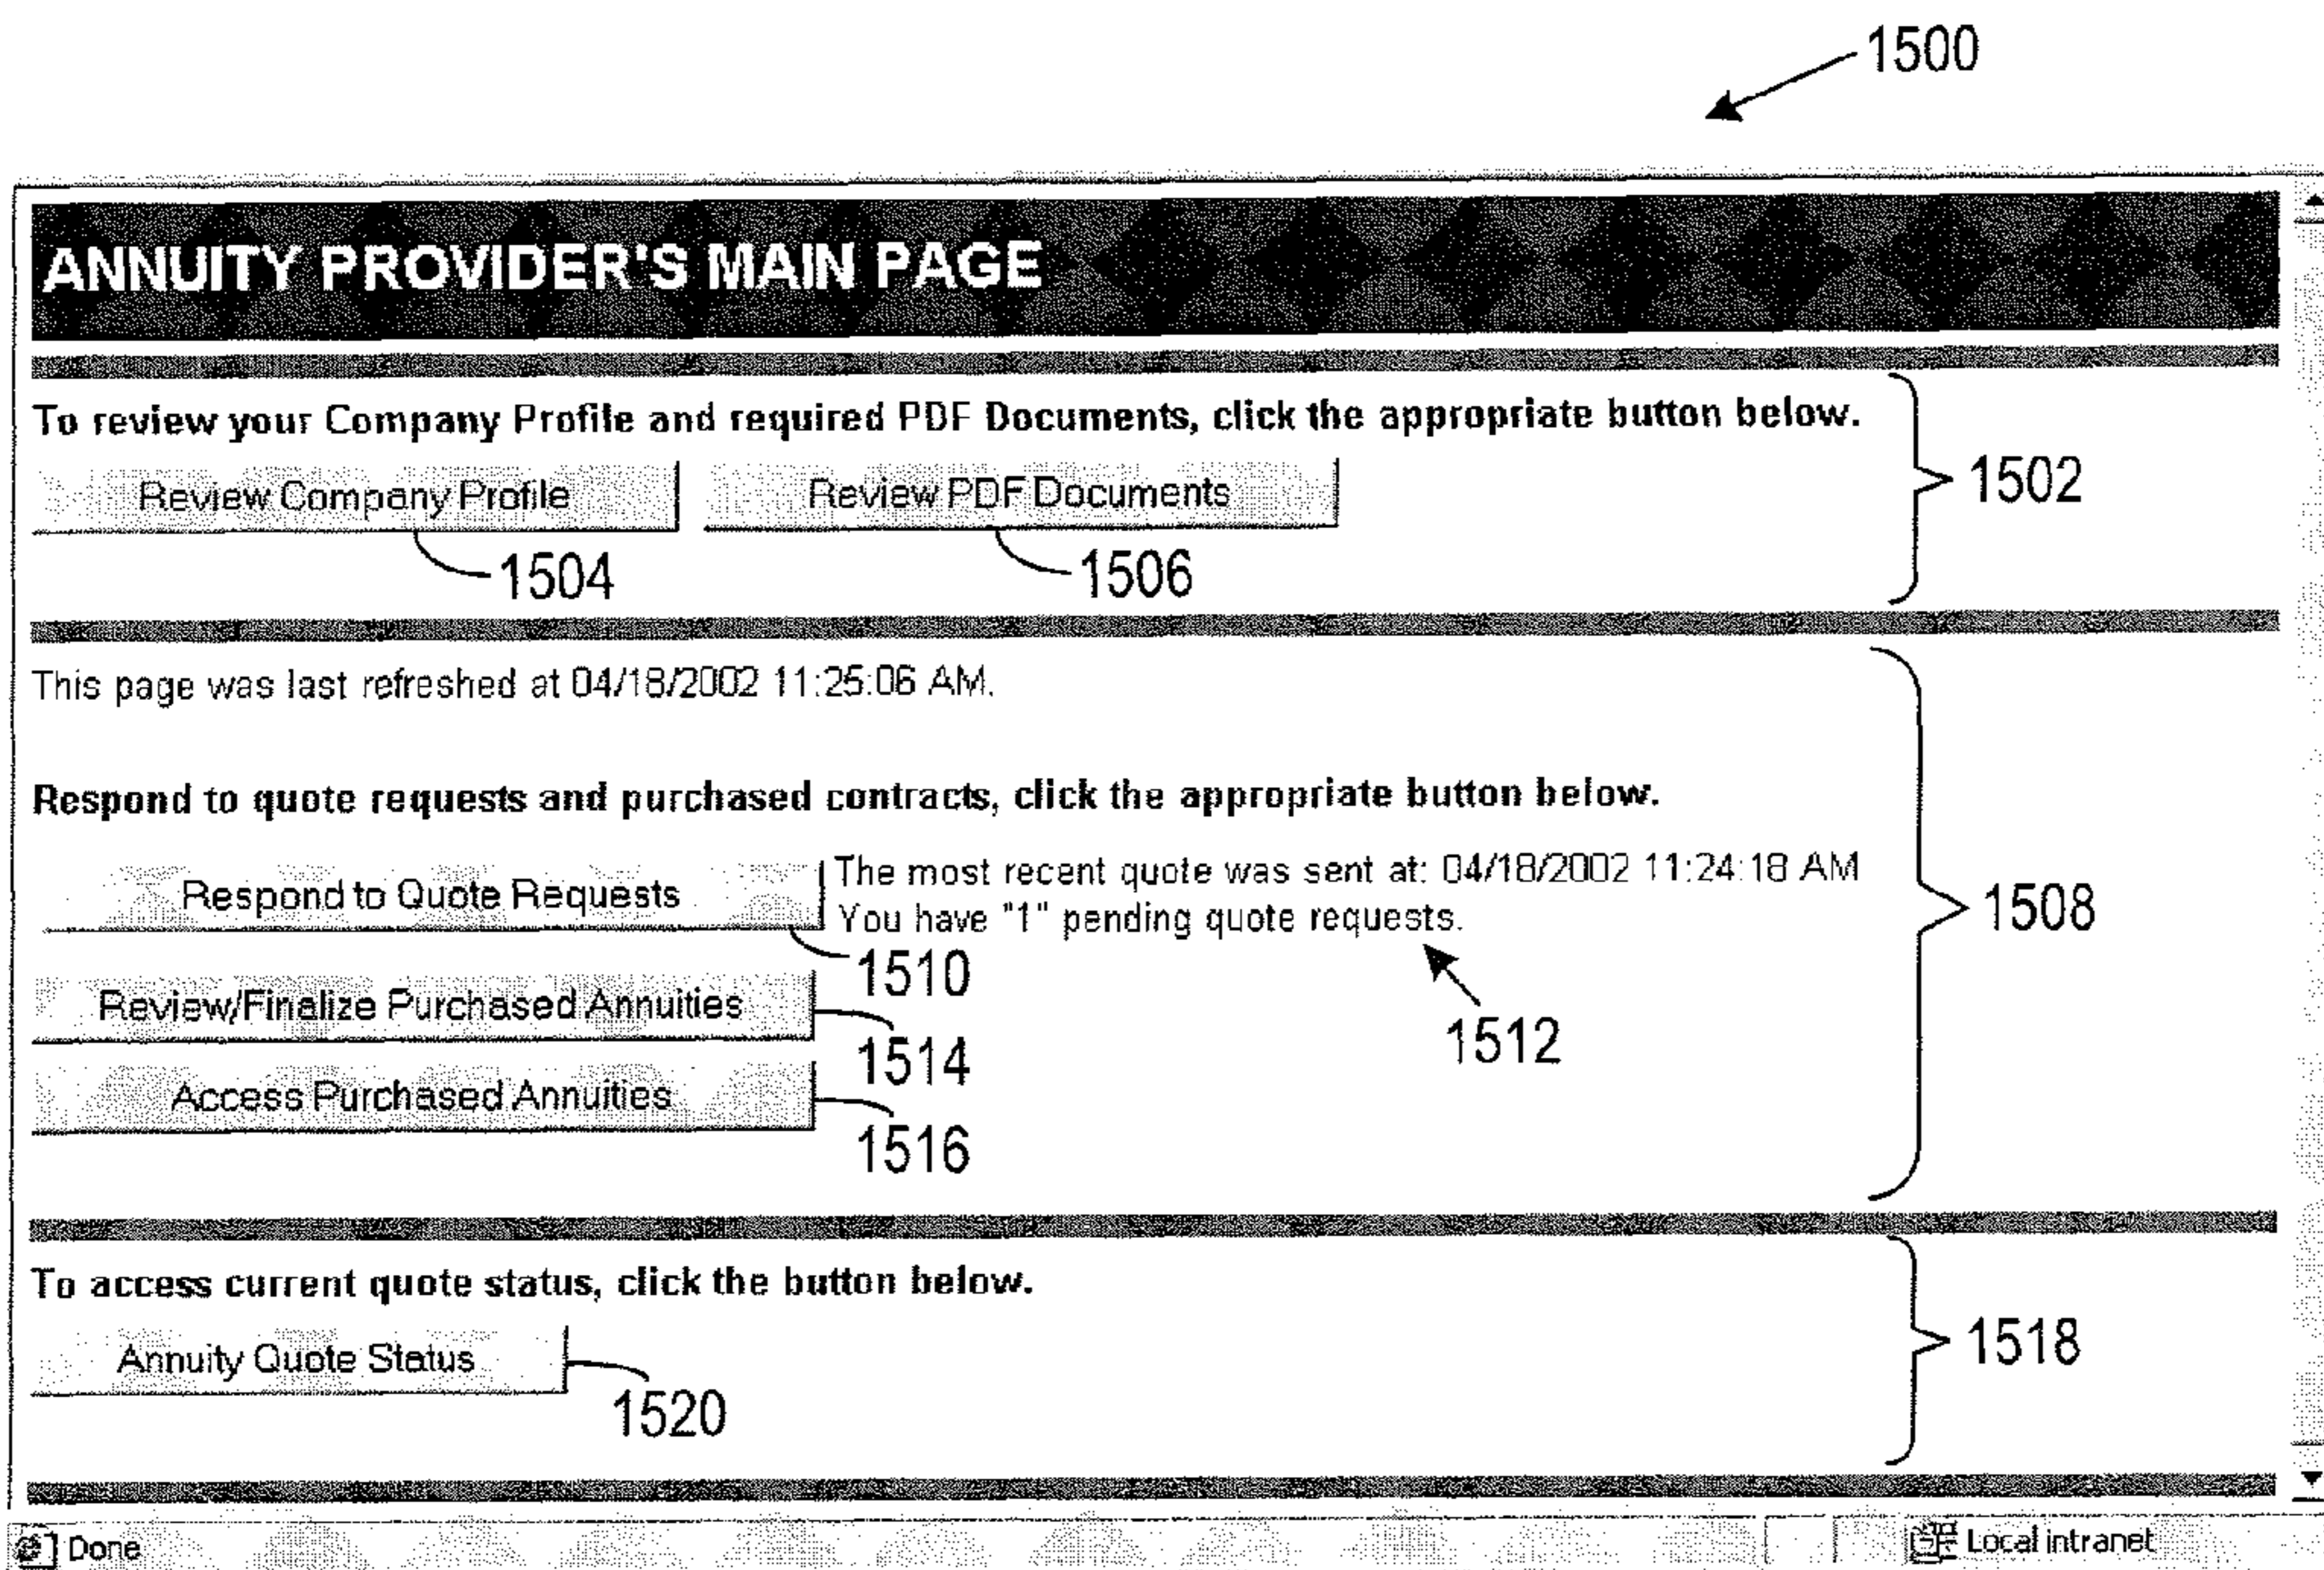 1500
ANNUITY PROVIDER'S MAIN PAGE
To review your Company Profile and required PDF Documents, click the appropriate button below.
Review Company Profile
Review PDF Documents
1502
1504
1506
This page was last refreshed at 04/18/2002 11:25:06 AM.
Respond to quote requests and purchased contracts, click the appropriate button below.
Respond to Quote Requests
The most recent quote was sent at: 04/18/2002 11:24:18 AM
You have "1" pending quote requests.
1508
1510
Review/Finalize Purchased Annuities
1512
1514
Access Purchased Annuities
1516
To access current quote status, click the button below.
Annuity Quote Status
1518
1520
Done
Local intranet